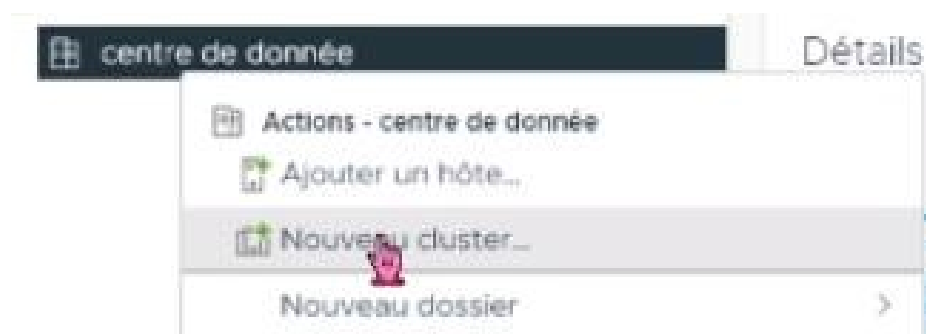 centre de donnée
Détails
Actions - centre de donnée
Ajouter un hôte...
Nouveau cluster...
Nouveau dossier